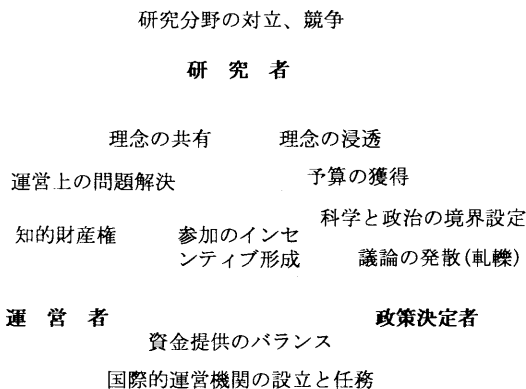 研究分野の対立、競争
研 究 者
理念の共有 理念の浸透
運営上の問題解決 予算の獲得
科学と政治の境界設定
知的財産権 参加のインセ
ンティブ形成 議論の発散(軋轢)
運 営 者 政策決定者
資金提供のバランス
国際的運営機関の設立と任務